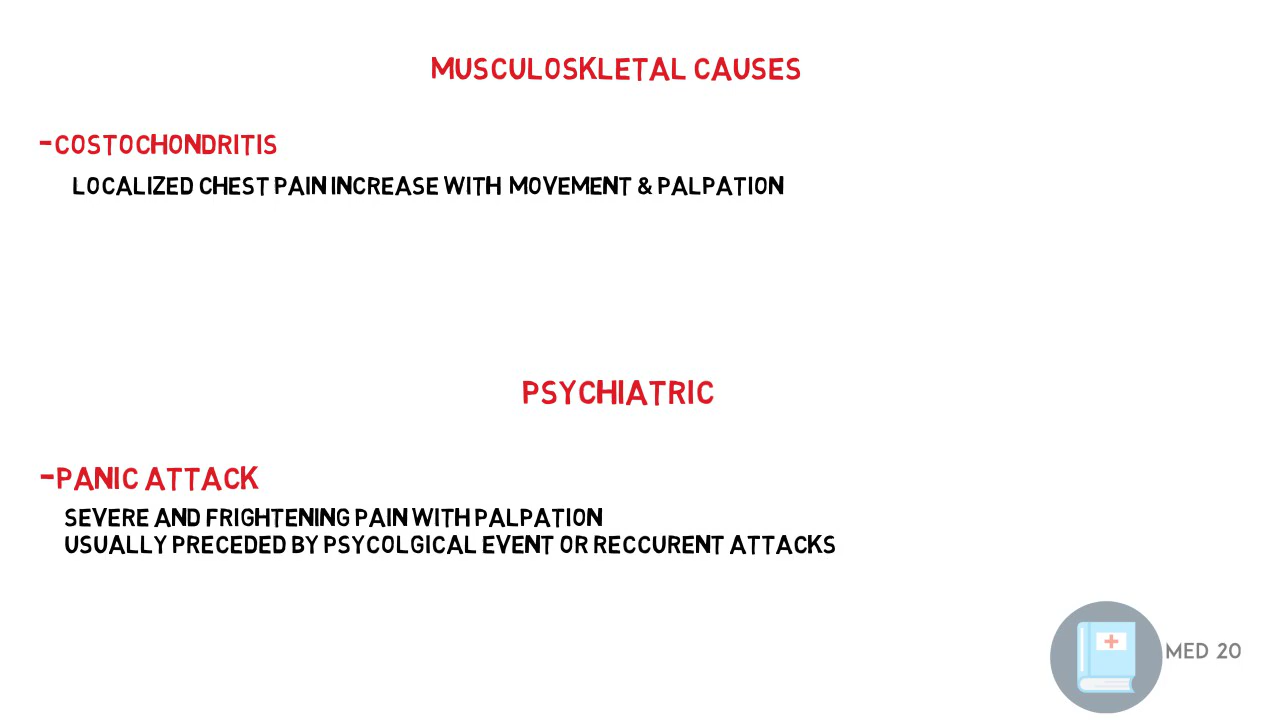 MUSCULOSKLETAL CAUSES
-COSTOCHONDRITIS
LOCALIZED CHEST PAIN INCREASE WITH MOVEMENT & PALPATION
PSYCHIATRIC
-PANIC ATTACK
SEVERE AND FRIGHTENING PAIN WITH PALPATION
USUALLY PRECEDED BY PSYCOLGICAL EVENT OR RECCURENT ATTACKS
MED 20